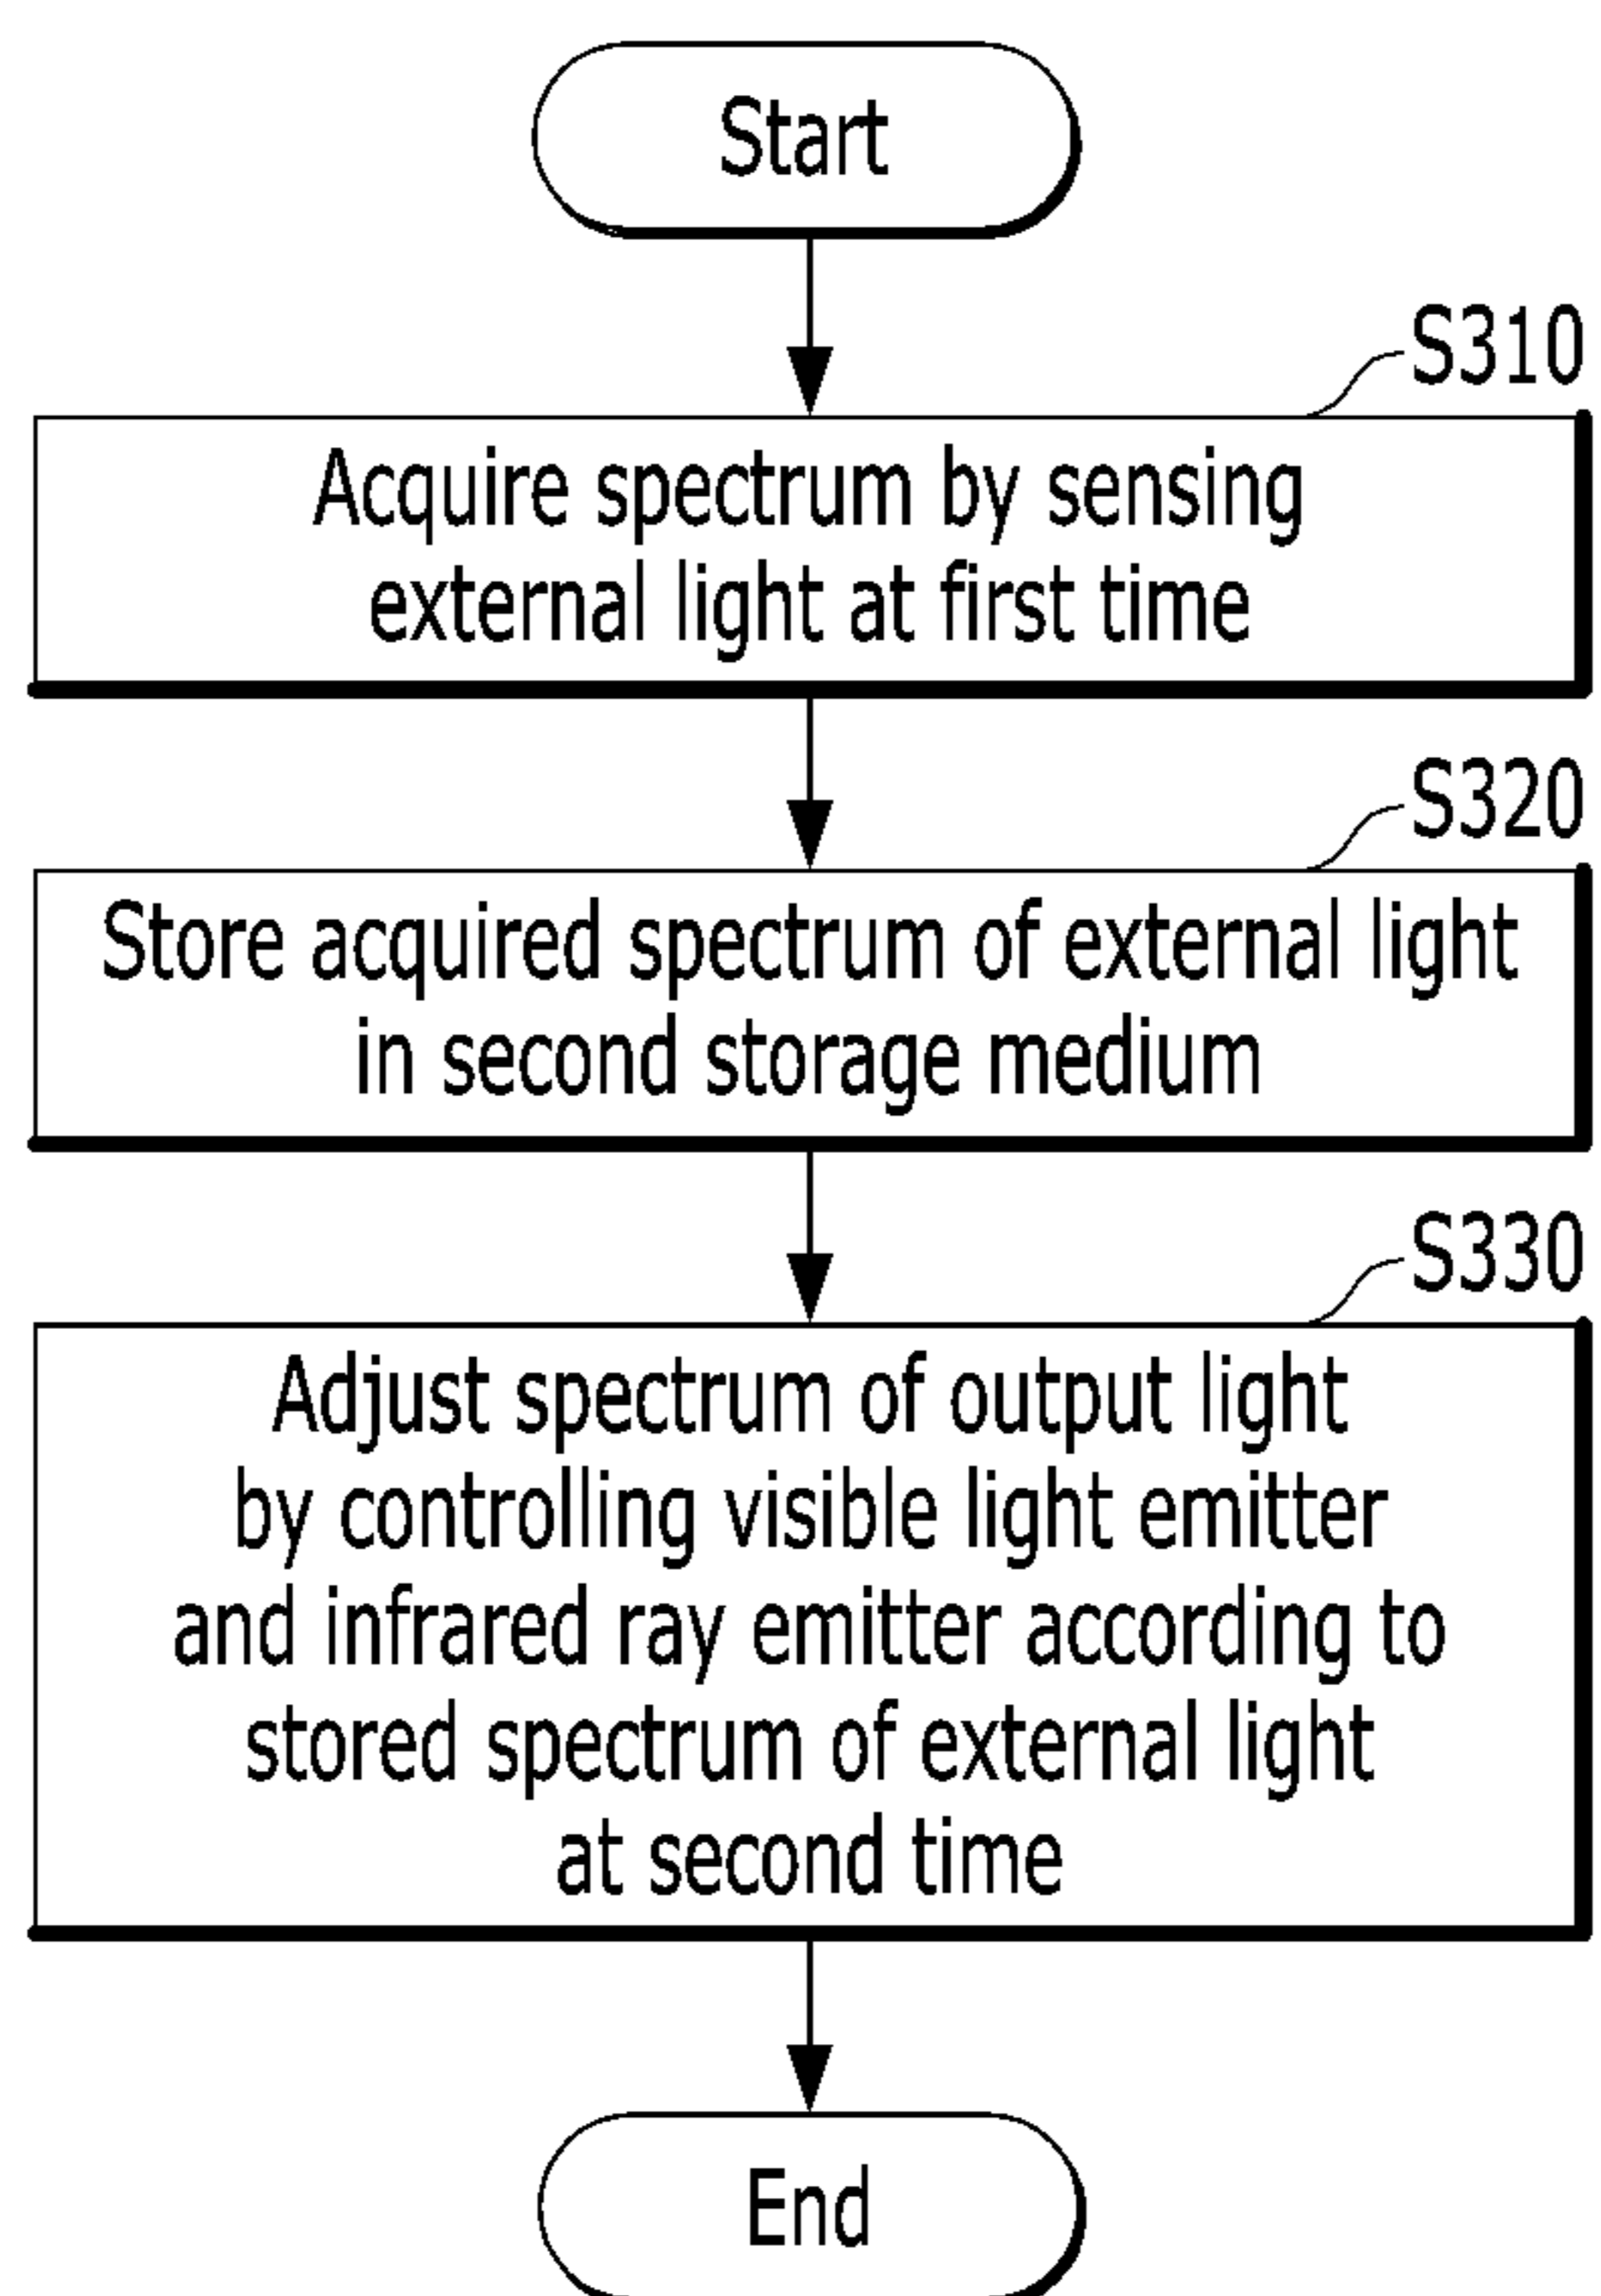 Start
S310
Acquire spectrum by sensing
external light at first time
S320
Store acquired spectrum of external light
in second storage medium
S330
Adjust spectrum of output light
by controlling visible light emitter
and infrared ray emitter according to
stored spectrum of external light
at second time
End